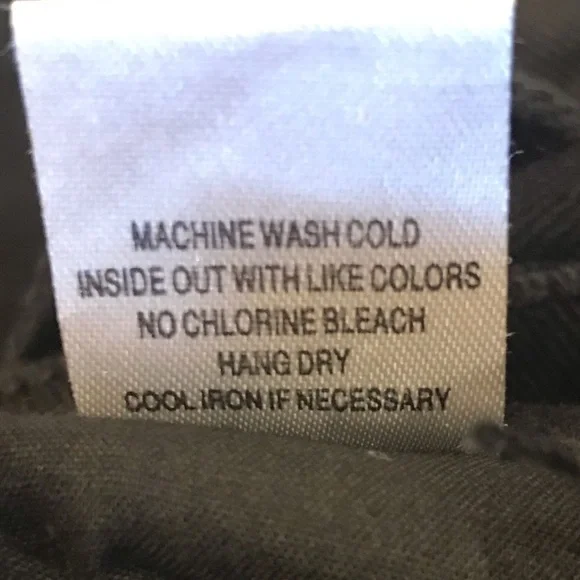 MACHINE WASH COLD
INSIDE OUT WITH LIKE COLORS
NO CHLORINE BLEACH
HANG DRY
COOL IRON IF NECESSARY